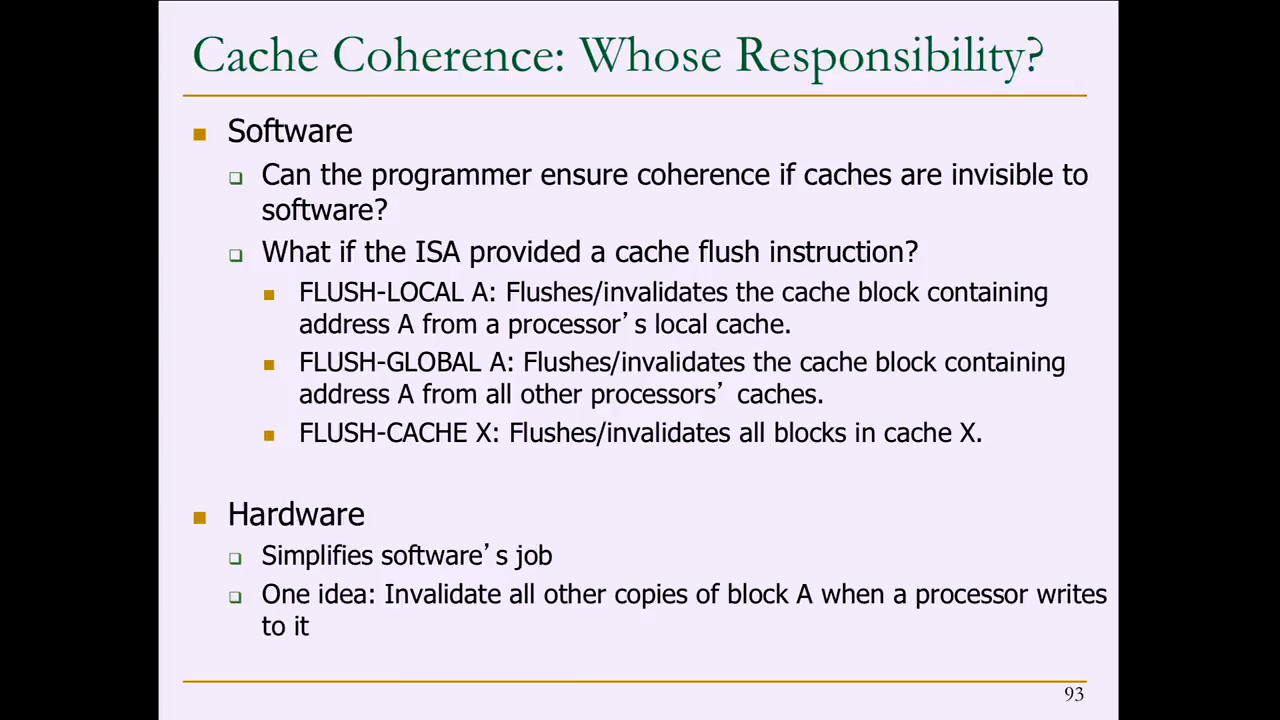 Cache Coherence: Whose Responsibility?
Software
Can the programmer ensure coherence if caches are invisible to
software?
What if the ISA provided a cache flush instruction?
FLUSH-LOCAL A: Flushes/invalidates the cache block containing
address A from a processor’s local cache.
FLUSH-GLOBAL A: Flushes/invalidates the cache block containing
address A from all other processors’ caches.
FLUSH-CACHE X: Flushes/invalidates all blocks in cache X.
Hardware
Simplifies software’s job
One idea: Invalidate all other copies of block A when a processor writes
to it
93